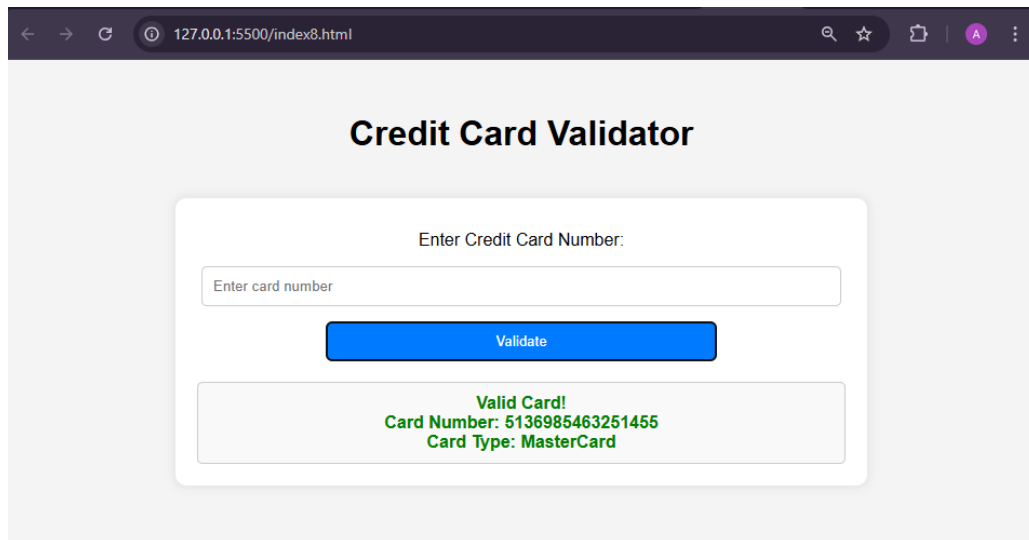 127.0.0.1:5500/index8.html
A
Credit Card Validator
Enter Credit Card Number:
Enter card number
Validate
Valid Card!
Card Number: 5136985463251455
Card Type: MasterCard